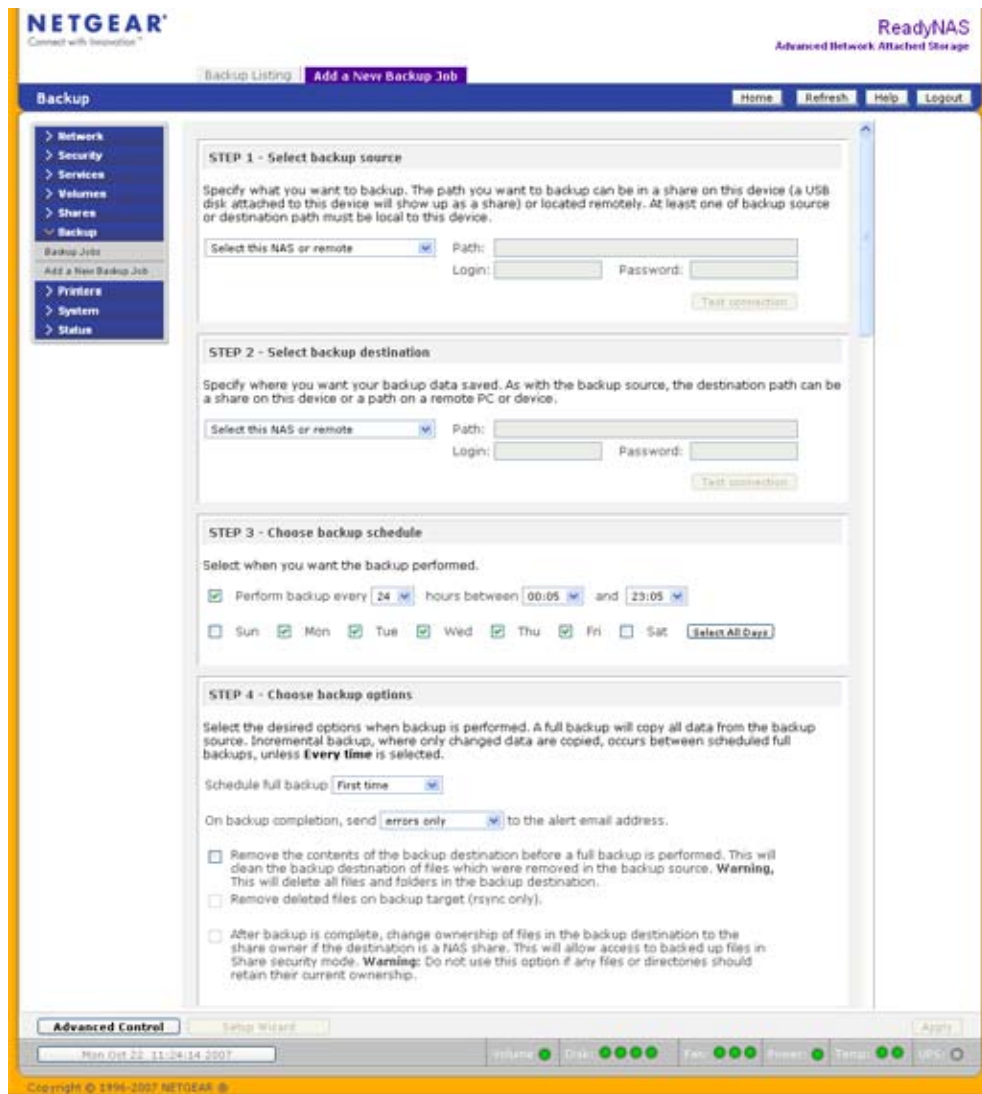 NETGEAR
Connect with Innovation™
ReadyNAS
Advanced Network Attached Storage
Backup Listing
Add a New Backup Job
Backup
Home
Refresh
Help
Logout
> Network
> Security
> Services
> Volumes
> Shares
Backup
Backup Jobs
Add a New Backup Job
> Printers
> System
> Status
STEP 1 - Select backup source
Specify what you want to backup. The path you want to backup can be in a share on this device (a USB
disk attached to this device will show up as a share) or located remotely. At least one of backup source
or destination path must be local to this device.
Select this NAS or remote
Path:
Login:
Password:
Test connection
STEP 2 - Select backup destination
Specify where you want your backup data saved. As with the backup source, the destination path can be
a share on this device or a path on a remote PC or device.
Select this NAS or remote
Path:
Login:
Password:
Test connection
STEP 3 - Choose backup schedule
Select when you want the backup performed.
Perform backup every 24 hours between 00:05 and 23:05
Sun Mon Tue Wed Thu Fri Sat Select All Days
STEP 4 - Choose backup options
Select the desired options when backup is performed. A full backup will copy all data from the backup
source. Incremental backup, where only changed data are copied, occurs between scheduled full
backups, unless Every time is selected.
Schedule full backup First time
On backup completion, send errors only to the alert email address.
Remove the contents of the backup destination before a full backup is performed. This will
clean the backup destination of files which were removed in the backup source. Warning,
This will delete all files and folders in the backup destination.
Remove deleted files on backup target (rsync only).
After backup is complete, change ownership of files in the backup destination to the
share owner if the destination is a NAS share. This will allow access to backed up files in
Share security mode. Warning: Do not use this option if any files or directories should
retain their current ownership.
Advanced Control
Setup Wizard
Apply
Mon Oct 22 11:24:14 2007
Volume: Disk: Fan: Power: Temp: UPS:
Copyright © 1996-2007 NETGEAR ®